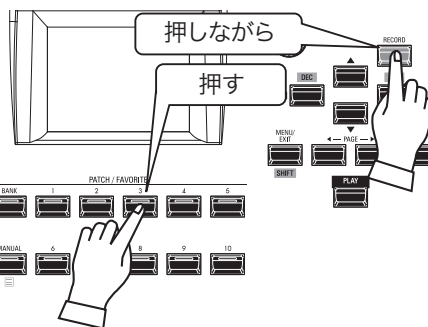 押しながら
RECORD
押す
DEC
MENU/
EXIT
PAGE
SHIFT
PLAY
PATCH / FAVORITE
BANK
1
2
3
4
5
MANUAL
6
8
9
10